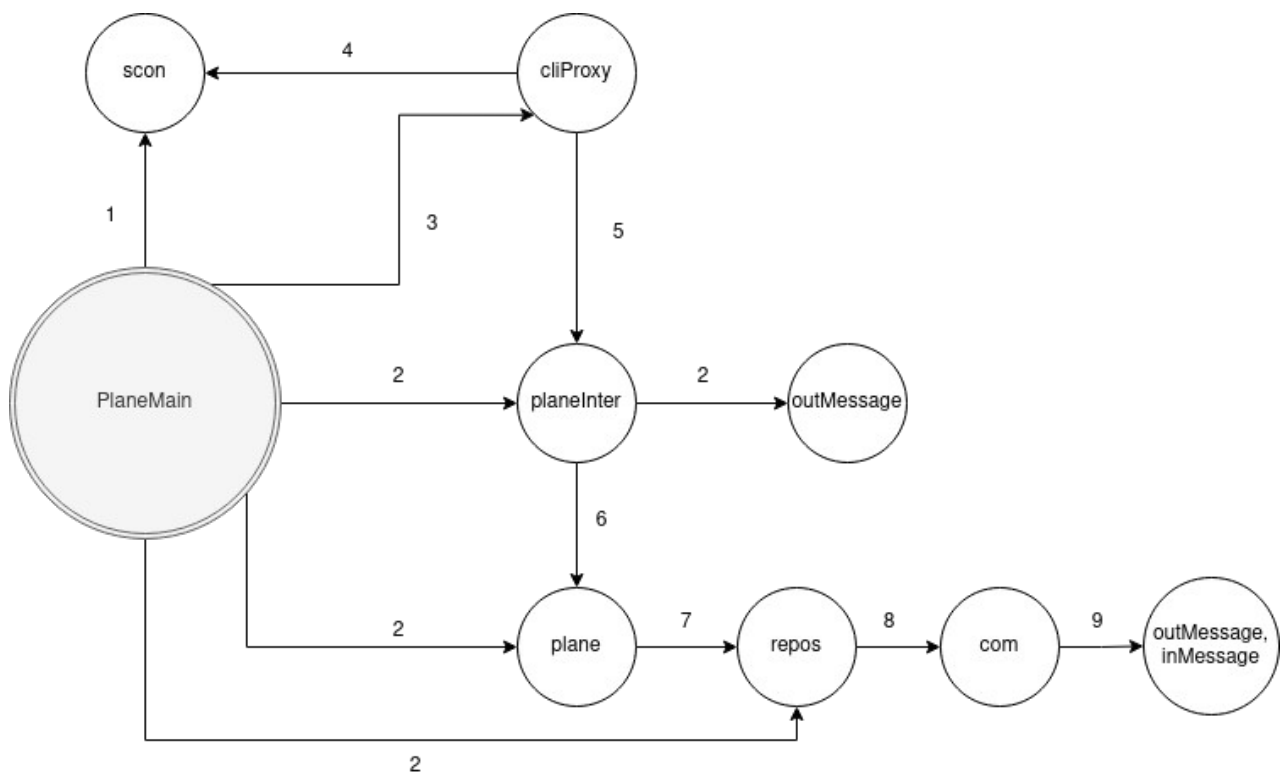 scon
4
cliProxy
1
3
5
PlaneMain
2
planeInter
2
outMessage
6
2
plane
7
repos
8
com
9
outMessage,
inMessage
2